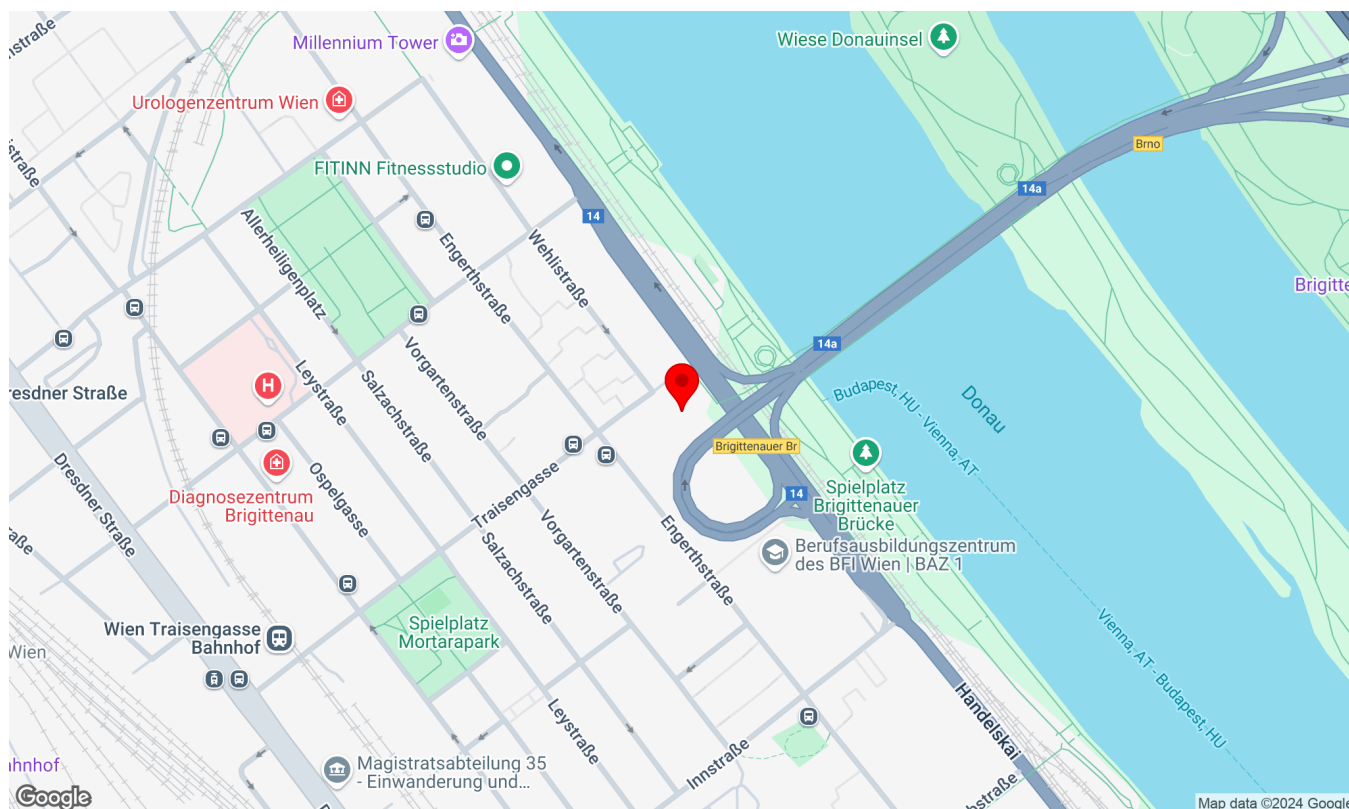 nstraße
Millennium Tower
Wiese Donauinsel
Urologenzentrum Wien
Brno
FITINN Fitnessstudio
14a
14
Allerheiligenplatz
Engerthstraße
Wehlistraße
Brigitte
14a
H
Dresdner Straße
Leystraße
Salzachstraße
Vorgartenstraße
Budapest, HU - Vienna, AT
Donau
Brigittenauer Br
Dresdner Straße
Diagnosezentrum
Brigittenau
Ospelgasse
Traisengasse
Spielplatz
Brigittenauer
Brücke
14
Salzachstraße
Vorgartenstraße
Engerthstraße
Berufsausbildungszentrum
des BFI Wien | BAZ 1
Wien Traisengasse
Bahnhof
Spielplatz
Mortarapark
Wien
Vienna, AT - Budapest, HU
Leystraße
Innstraße
Handelskai
Magistratsabteilung 35
- Einwanderung und...
Google
Map data ©2024 Google